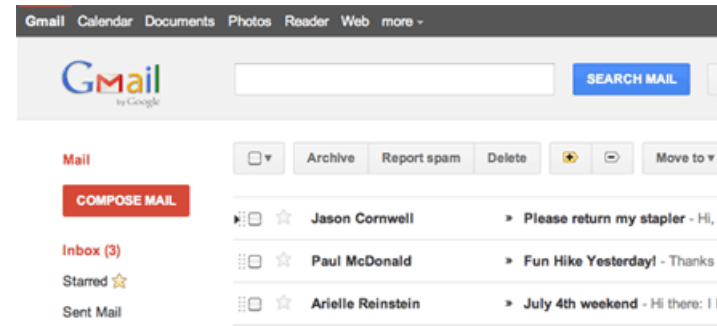 Gmail Calendar Documents Photos Reader Web more
Gmail
by Google
SEARCH MAIL
Mail
Archive Report spam Delete Move to
COMPOSE MAIL
Jason Cornwell » Please return my stapler - Hi,
Inbox (3)
Paul McDonald » Fun Hike Yesterday! - Thanks
Starred
Arielle Reinstein » July 4th weekend - Hi there: I
Sent Mail